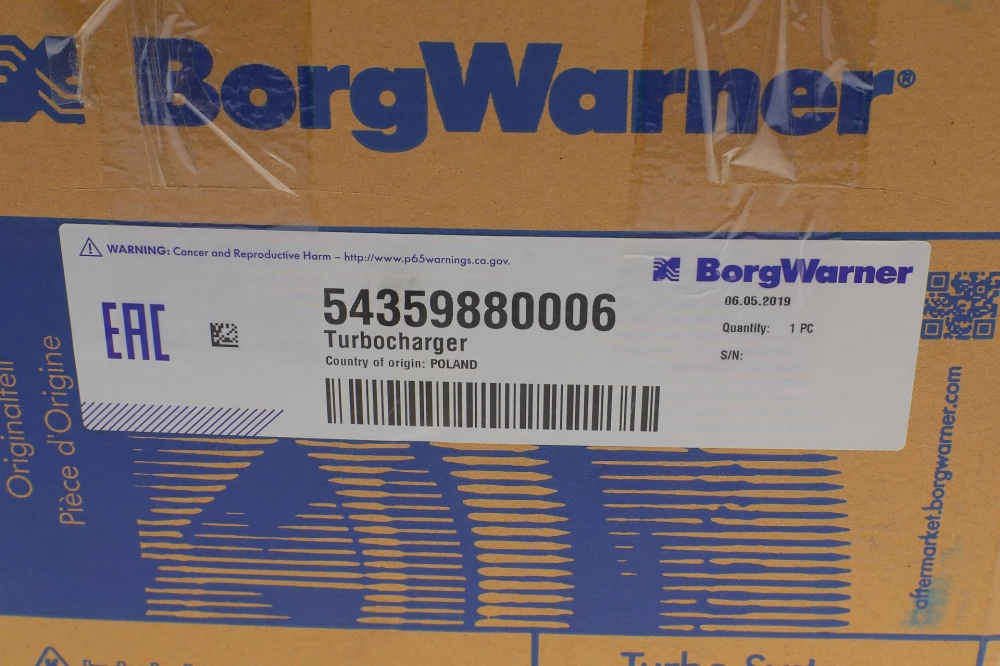 BorgWarner®
WARNING: Cancer and Reproductive Harm – http://www.p65warnings.ca.gov.
BorgWarner
06.05.2019
54359880006
Turbocharger
Quantity: 1 PC
EAC
Country of origin: POLAND
S/N:
Originalteil
Pièce d'Origine
aftermarket.borgwarner.com
Turbo